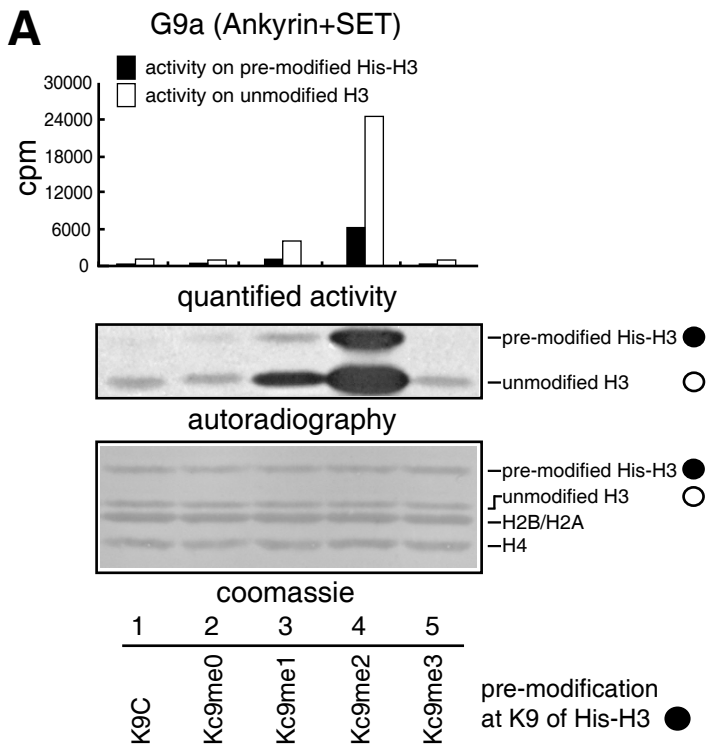 A
G9a (Ankyrin+SET)
activity on pre-modified His-H3
activity on unmodified H3
30000
24000
18000
12000
6000
0
cpm
quantified activity
pre-modified His-H3
unmodified H3
autoradiography
pre-modified His-H3
unmodified H3
H2B/H2A
H4
coomassie
1 2 3 4 5
K9C Kc9me0 Kc9me1 Kc9me2 Kc9me3
pre-modification
at K9 of His-H3